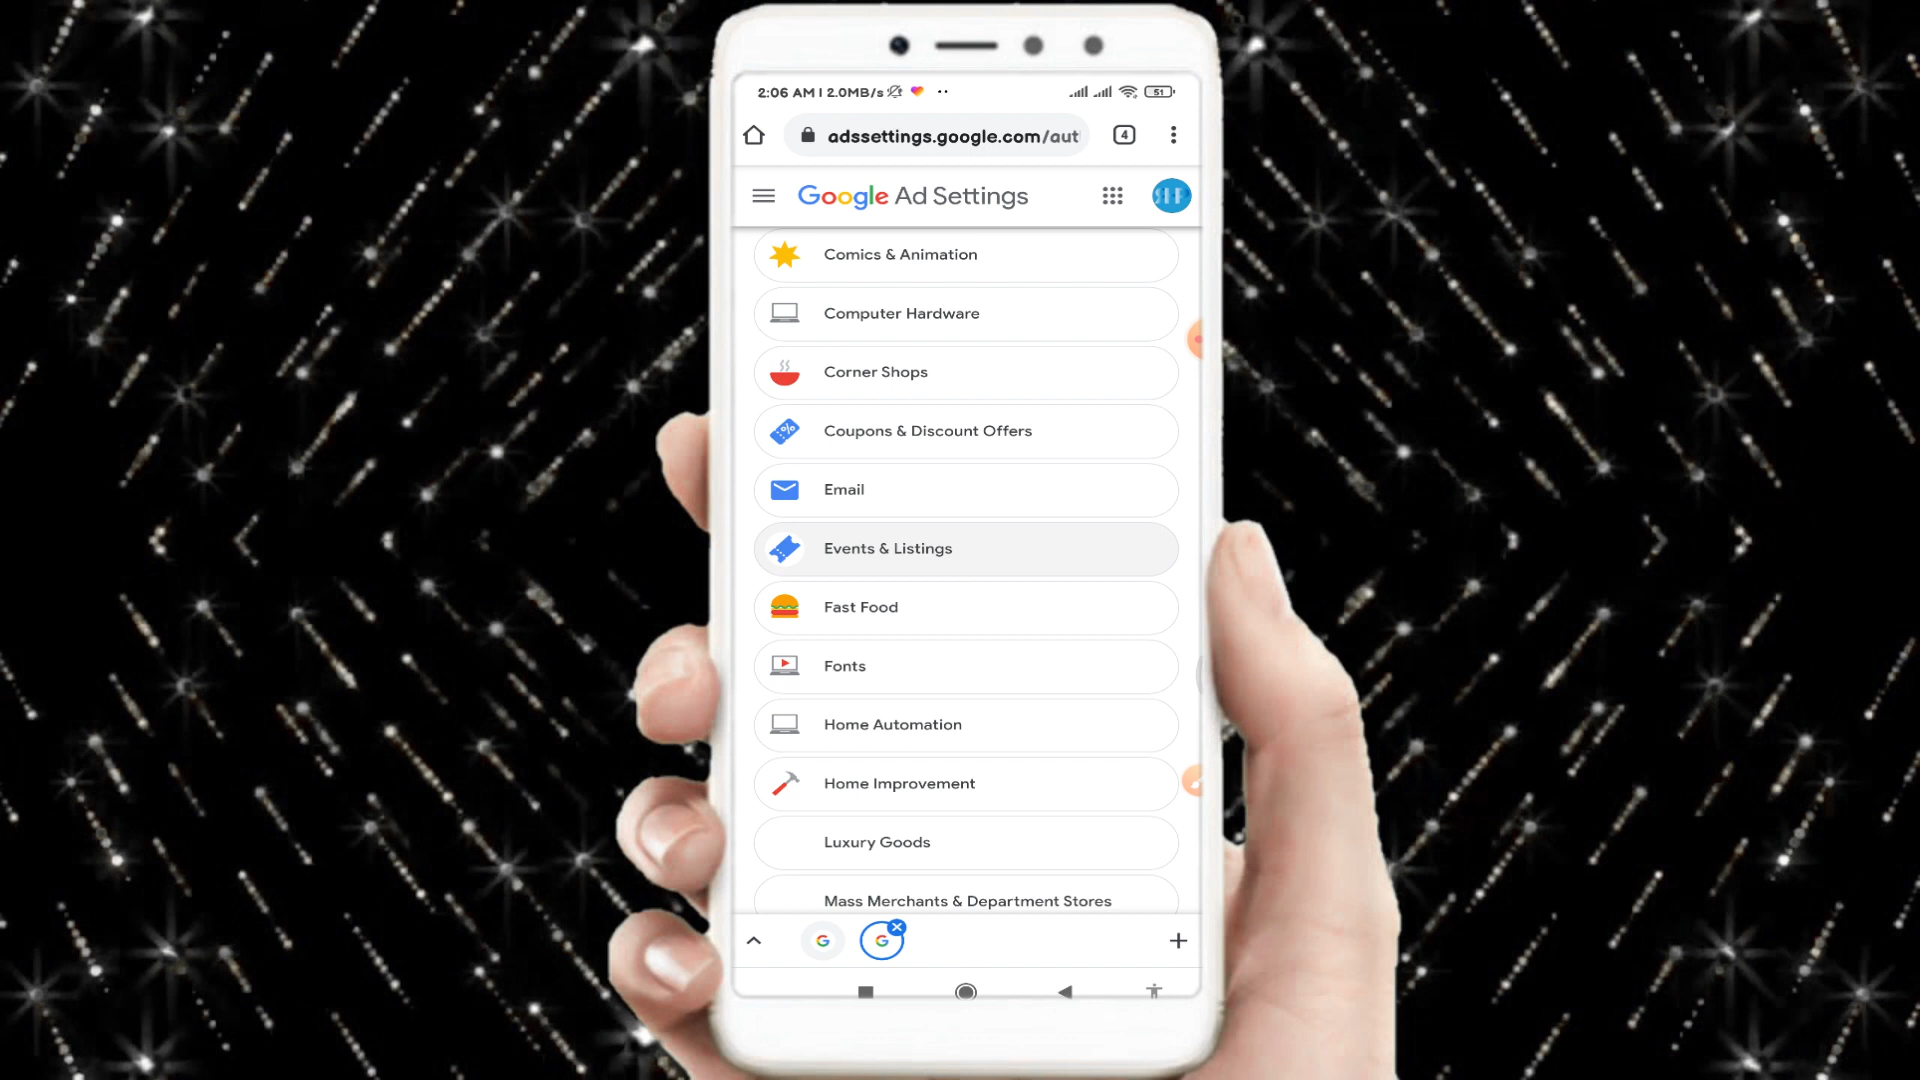 2:06 AM | 2.0MB/s
51
adssettings.google.com/aut
4
Google Ad Settings
Comics & Animation
Computer Hardware
Corner Shops
Coupons & Discount Offers
Email
Events & Listings
Fast Food
Fonts
Home Automation
Home Improvement
Luxury Goods
Mass Merchants & Department Stores